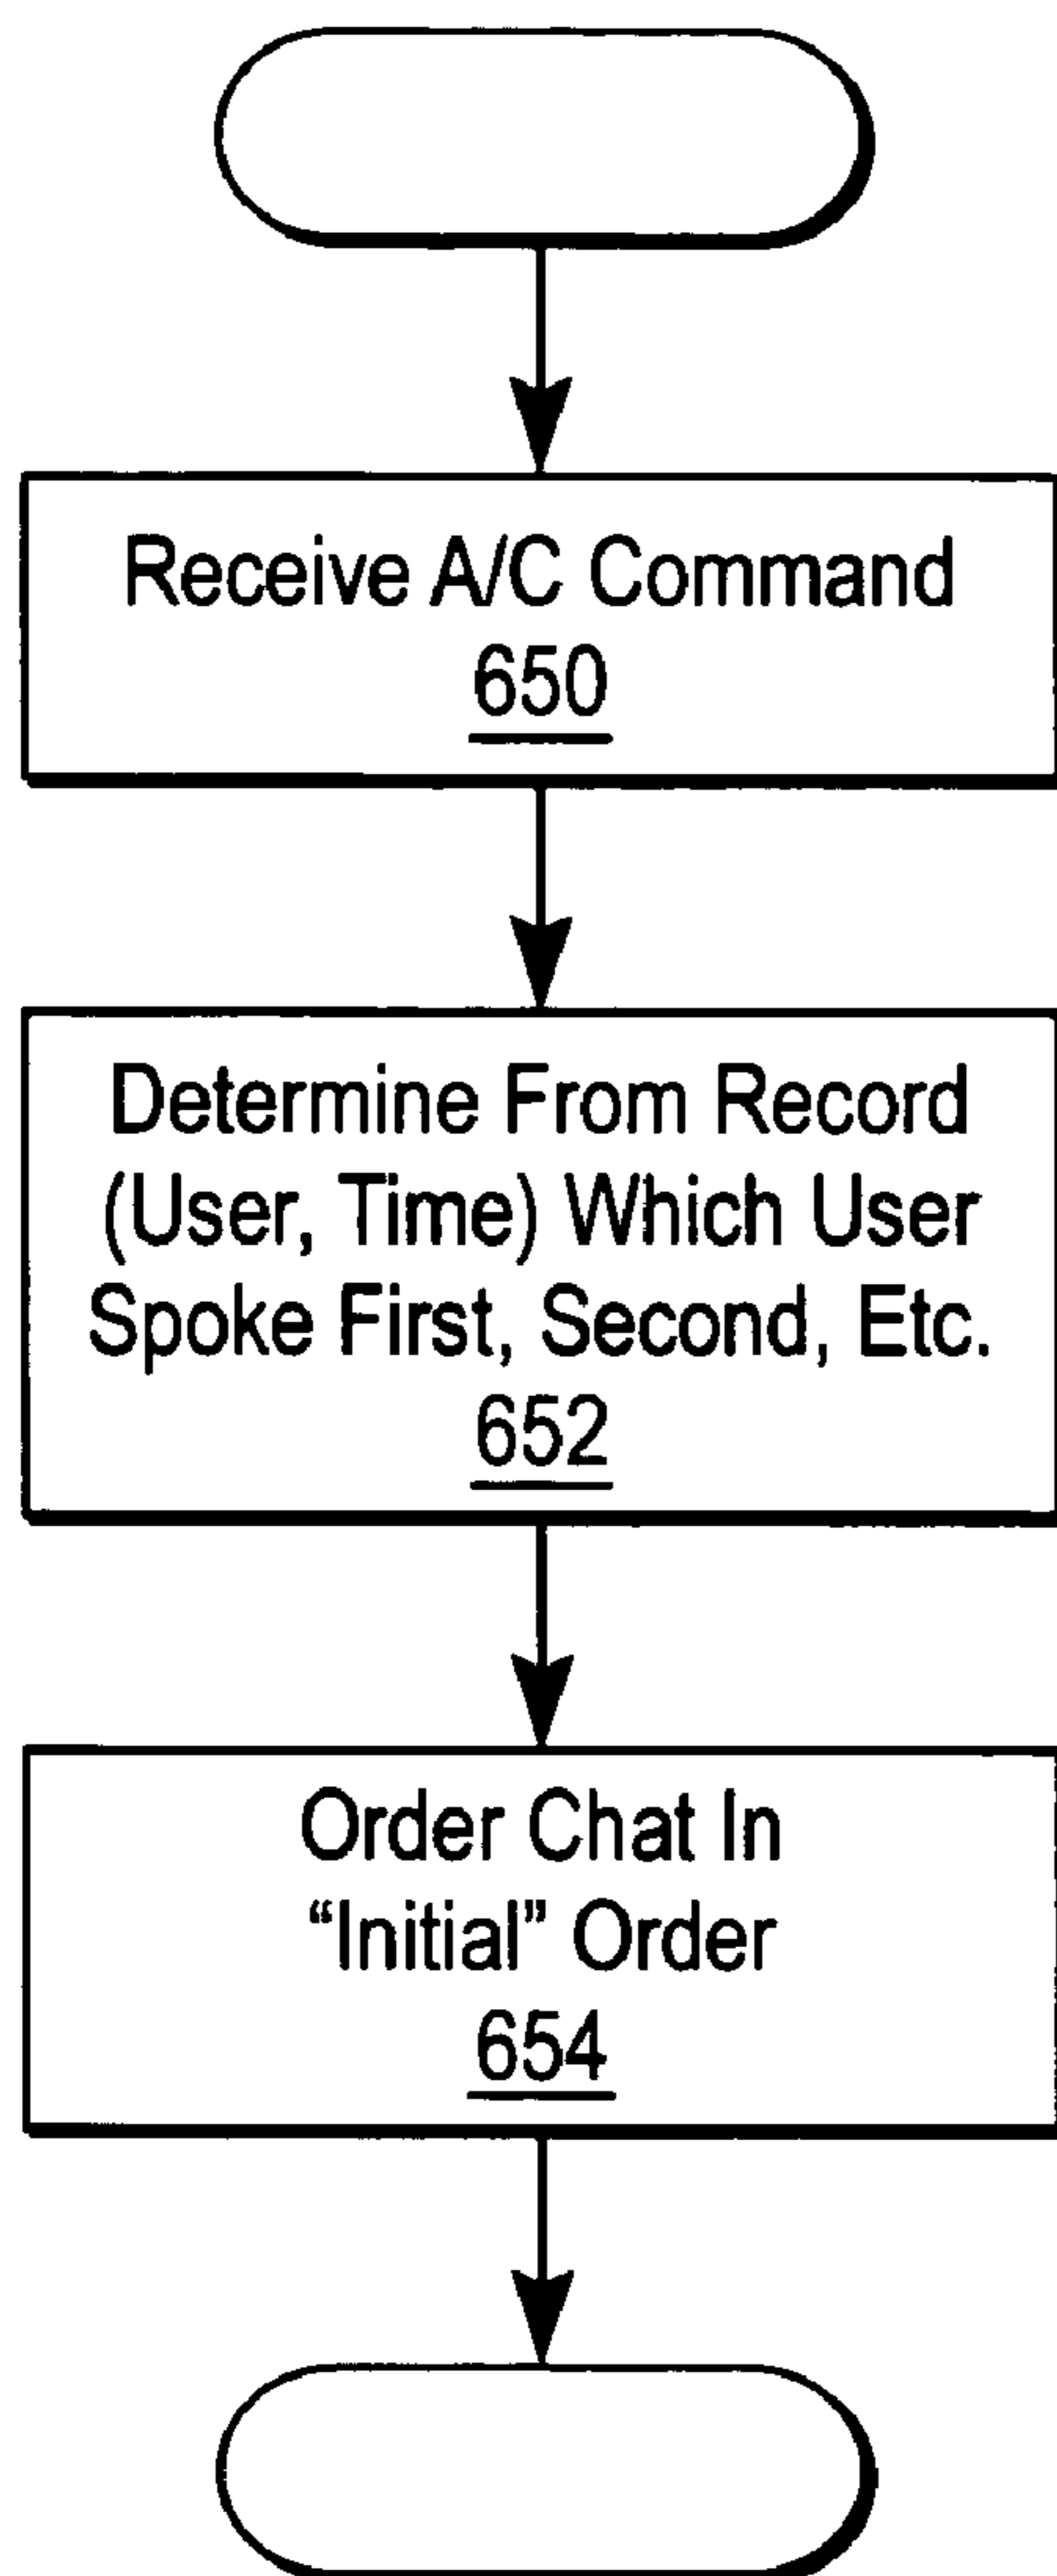 Receive A/C Command
650
Determine From Record
(User, Time) Which User
Spoke First, Second, Etc.
652
Order Chat In
“Initial” Order
654